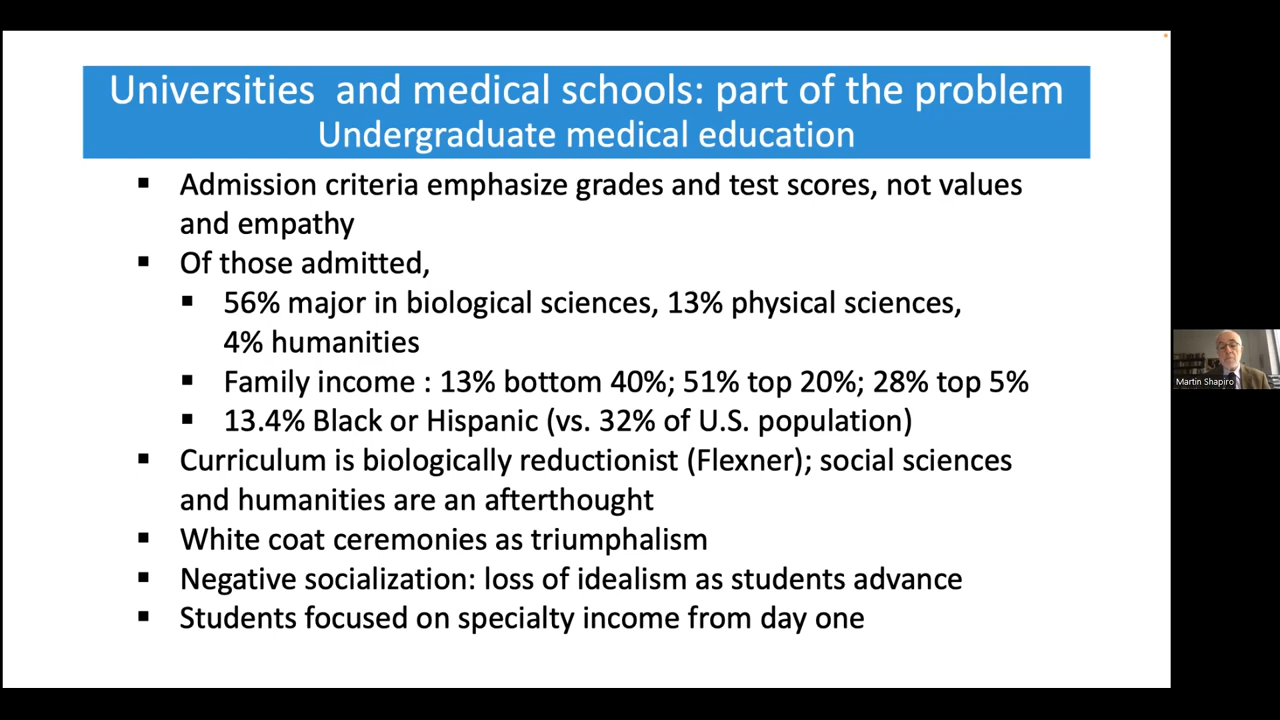 Universities  and medical schools: part of the problem
Undergraduate medical education
▪ Admission criteria emphasize grades and test scores, not values
and empathy
▪ Of those admitted,
▪ 56% major in biological sciences, 13% physical sciences,
4% humanities
▪ Family income : 13% bottom 40%; 51% top 20%; 28% top 5%
▪ 13.4% Black or Hispanic (vs. 32% of U.S. population)
▪ Curriculum is biologically reductionist (Flexner); social sciences
and humanities are an afterthought
▪ White coat ceremonies as triumphalism
▪ Negative socialization: loss of idealism as students advance
▪ Students focused on specialty income from day one
Martin Shapiro